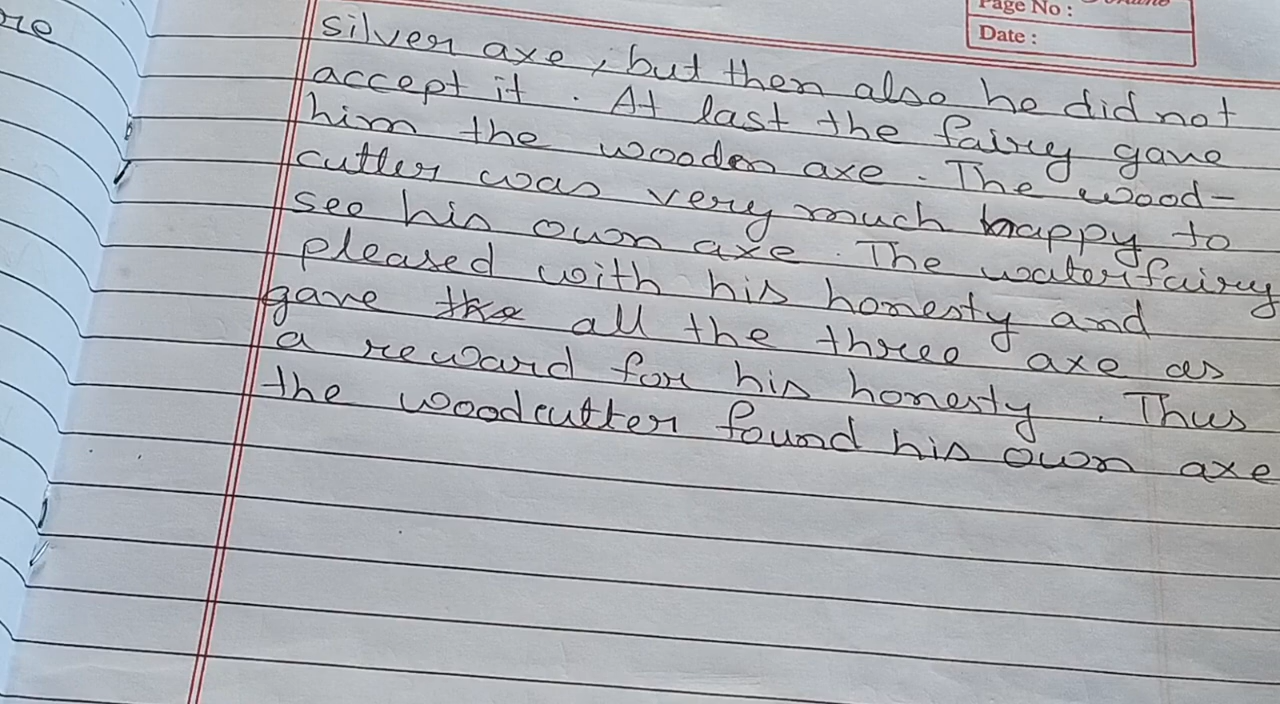 re
Page No :
Date :
silver axe, but then also he did not
accept it . At last the fairy gave
him the wooden axe . The wood-
cutter was very much happy to
see his own axe . The waterfairy
pleased with his honesty and
gave the all the three axe as
a reward for his honesty . Thus
the woodcutter found his own axe